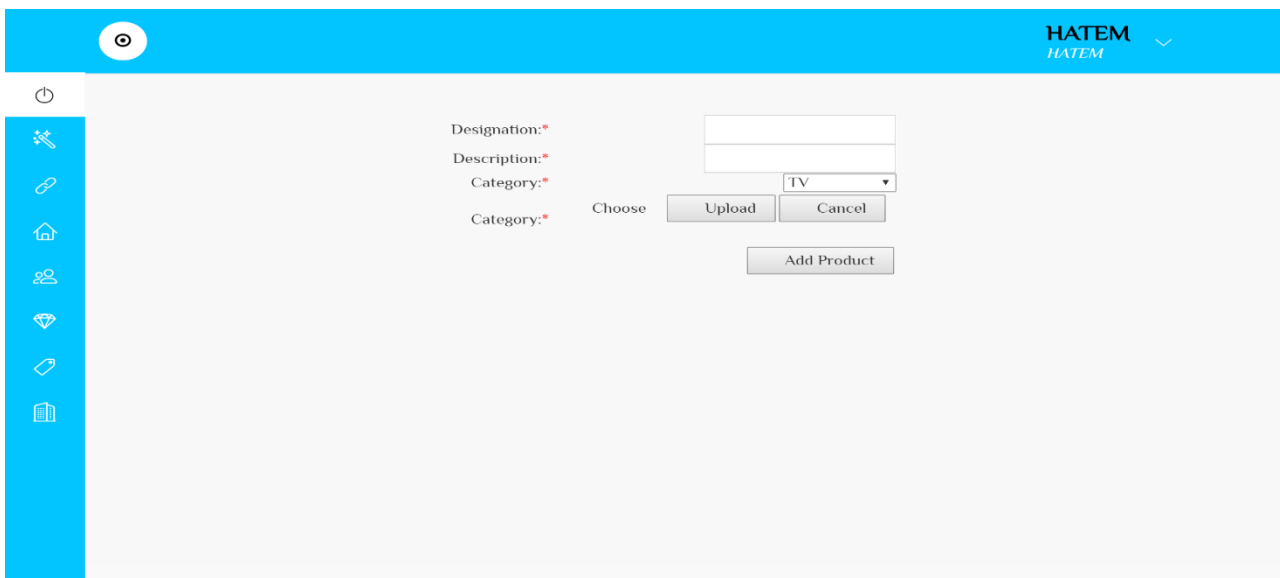 HATEM
HATEM
Designation:*
Description:*
Category:* TV
Category:* Choose Upload Cancel
Add Product